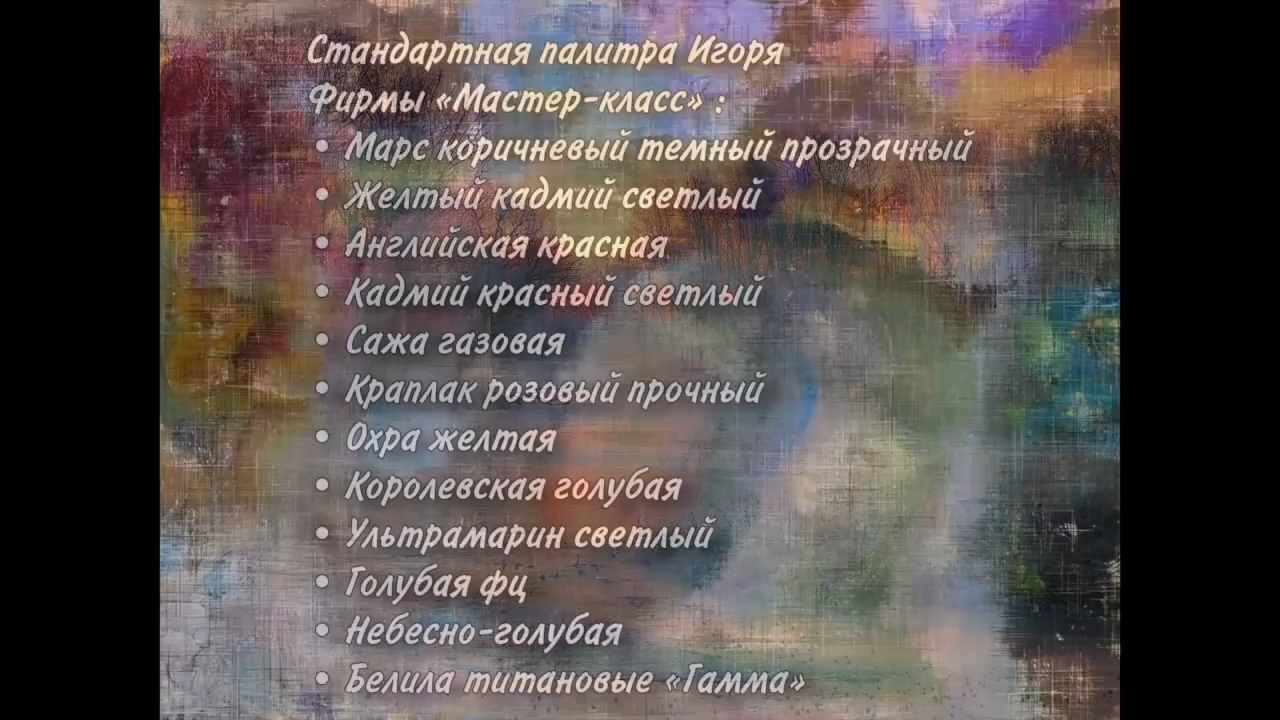 Стандартная палитра Игоря
Фирмы «Мастер-класс» :
• Марс коричневый темный прозрачный
• Желтый кадмий светлый
• Английская красная
• Кадмий красный светлый
• Сажа газовая
• Краплак розовый прочный
• Охра желтая
• Королевская голубая
• Ультрамарин светлый
• Голубая фц
• Небесно-голубая
• Белила титановые «Гамма»